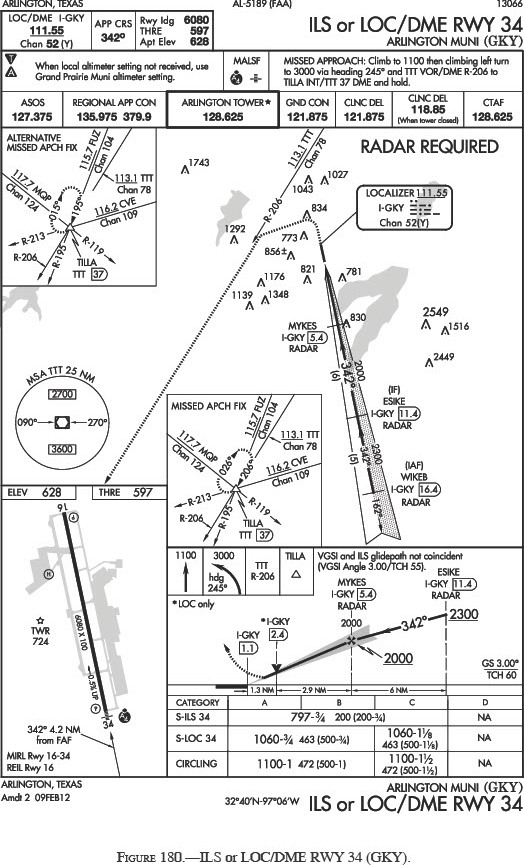 ARLINGTON, TEXAS
AL-5189 (FAA)
13066
LOC/DME I-GKY
111.55
Chan 52 (Y)
APP CRS
342°
Rwy ldg 6080
THRE 597
Apt Elev 628
ILS or LOC/DME RWY 34
ARLINGTON MUNI (GKY)
T
A
When local altimeter setting not received, use
Grand Prairie Muni altimeter setting.
MALSF
MISSED APPROACH: Climb to 1100 then climbing left turn
to 3000 via heading 245° and TTT VOR/DME R-206 to
TILLA INT/TTT 37 DME and hold.
ASOS
127.375
REGIONAL APP CON
135.975 379.9
ARLINGTON TOWER★
128.625
GND CON
121.875
CLNC DEL
121.875
CLNC DEL
118.85
(When tower closed)
CTAF
128.625
ALTERNATIVE
MISSED APCH FIX
115.7 FUZ
Chan 104
113.1 TTT
Chan 78
117.7 MQP
Chan 124
116.2 CVE
Chan 109
015°
195°
R-213
R-206
R-195
R-119
TILLA
TTT 37
RADAR REQUIRED
1743
113.1 TTT
Chan 78
R-206
1043
1027
834
LOCALIZER 111.55
I-GKY
Chan 52(Y)
1292
773
856±
1176
821
781
1139
1348
830
2549
1516
2449
MYKES
I-GKY 5.4
RADAR
2000
342°
(6)
(IF)
ESIKE
I-GKY 11.4
RADAR
2200
342°
(5)
(IAF)
WIKEB
I-GKY 16.4
RADAR
162°
MSA TTT 25 NM
2700
090°
270°
3600
MISSED APCH FIX
115.7 FUZ
Chan 104
113.1 TTT
Chan 78
117.7 MQP
Chan 124
116.2 CVE
Chan 109
026°
206°
R-213
R-206
R-195
R-119
TILLA
TTT 37
ELEV 628
THRE 597
16
H
TWR
724
6080 X 100
0.5% UP
34
342° 4.2 NM
from FAF
MIRL Rwy 16-34
REIL Rwy 16
1100
3000
hdg
245°
TTT
R-206
TILLA
VGSI and ILS glidepath not coincident
(VGSI Angle 3.00/TCH 55).
*LOC only
I-GKY
1.1
*I-GKY
2.4
MYKES
I-GKY 5.4
RADAR
2000
ESIKE
I-GKY 11.4
RADAR
342°
2300
2000
GS 3.00°
TCH 60
1.3 NM
2.9 NM
6 NM
CATEGORY
A
B
C
D
S-ILS 34
797-¾ 200 (200-¾)
NA
S-LOC 34
1060-¾ 463 (500-¾)
1060-1⅛
463 (500-1⅛)
NA
CIRCLING
1100-1 472 (500-1)
1100-1½
472 (500-1½)
NA
ARLINGTON, TEXAS
Amdt 2 09FEB12
32°40'N-97°06'W
ARLINGTON MUNI (GKY)
ILS or LOC/DME RWY 34
FIGURE 180.—ILS or LOC/DME RWY 34 (GKY).